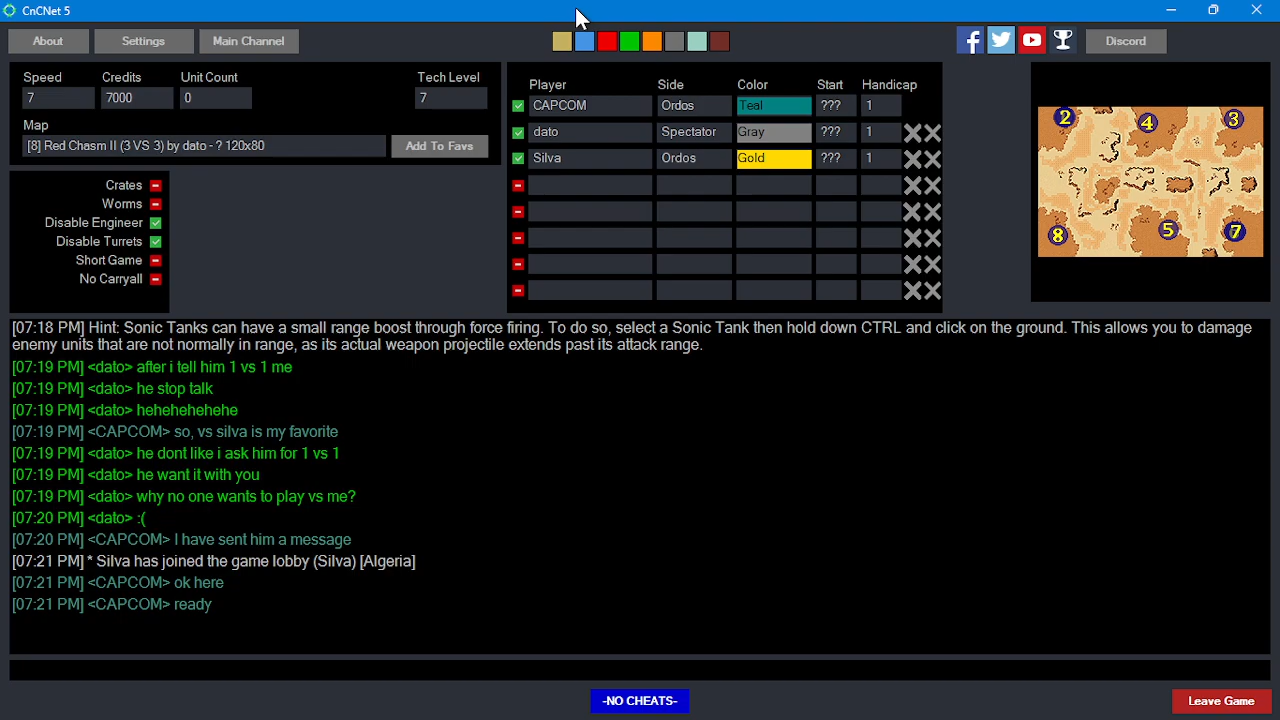 CnCNet 5
About Settings Main Channel Discord
Speed Credits Unit Count Tech Level
7 7000 0 7
Map
[8] Red Chasm II (3 VS 3) by dato - ? 120x80 Add To Favs
Crates
Worms
Disable Engineer
Disable Turrets
Short Game
No Carryall
Player Side Color Start Handicap
CAPCOM Ordos Teal ??? 1
dato Spectator Gray ??? 1
Silva Ordos Gold ??? 1
2 4 3
8 5 7
[07:18 PM] Hint: Sonic Tanks can have a small range boost through force firing. To do so, select a Sonic Tank then hold down CTRL and click on the ground. This allows you to damage
enemy units that are not normally in range, as its actual weapon projectile extends past its attack range.
[07:19 PM] <dato> after i tell him 1 vs 1 me
[07:19 PM] <dato> he stop talk
[07:19 PM] <dato> hehehehehehe
[07:19 PM] <CAPCOM> so, vs silva is my favorite
[07:19 PM] <dato> he dont like i ask him for 1 vs 1
[07:19 PM] <dato> he want it with you
[07:19 PM] <dato> why no one wants to play vs me?
[07:20 PM] <dato> :(
[07:20 PM] <CAPCOM> I have sent him a message
[07:21 PM] * Silva has joined the game lobby (Silva) [Algeria]
[07:21 PM] <CAPCOM> ok here
[07:21 PM] <CAPCOM> ready
-NO CHEATS-
Leave Game